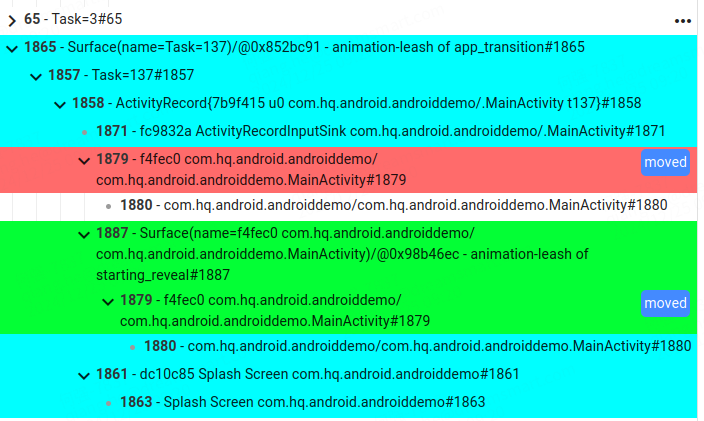 65 - Task=3#65
1865 - Surface(name=Task=137)/@0x852bc91 - animation-leash of app_transition#1865
1857 - Task=137#1857
1858 - ActivityRecord{7b9f415 u0 com.hq.android.androiddemo/.MainActivity t137}#1858
1871 - fc9832a ActivityRecordInputSink com.hq.android.androiddemo/.MainActivity#1871
1879 - f4fec0 com.hq.android.androiddemo/
com.hq.android.androiddemo.MainActivity#1879
moved
1880 - com.hq.android.androiddemo/com.hq.android.androiddemo.MainActivity#1880
1887 - Surface(name=f4fec0 com.hq.android.androiddemo/
com.hq.android.androiddemo.MainActivity)/@0x98b46ec - animation-leash of
starting_reveal#1887
1879 - f4fec0 com.hq.android.androiddemo/
com.hq.android.androiddemo.MainActivity#1879
moved
1880 - com.hq.android.androiddemo/com.hq.android.androiddemo.MainActivity#1880
1861 - dc10c85 Splash Screen com.hq.android.androiddemo#1861
1863 - Splash Screen com.hq.android.androiddemo#1863